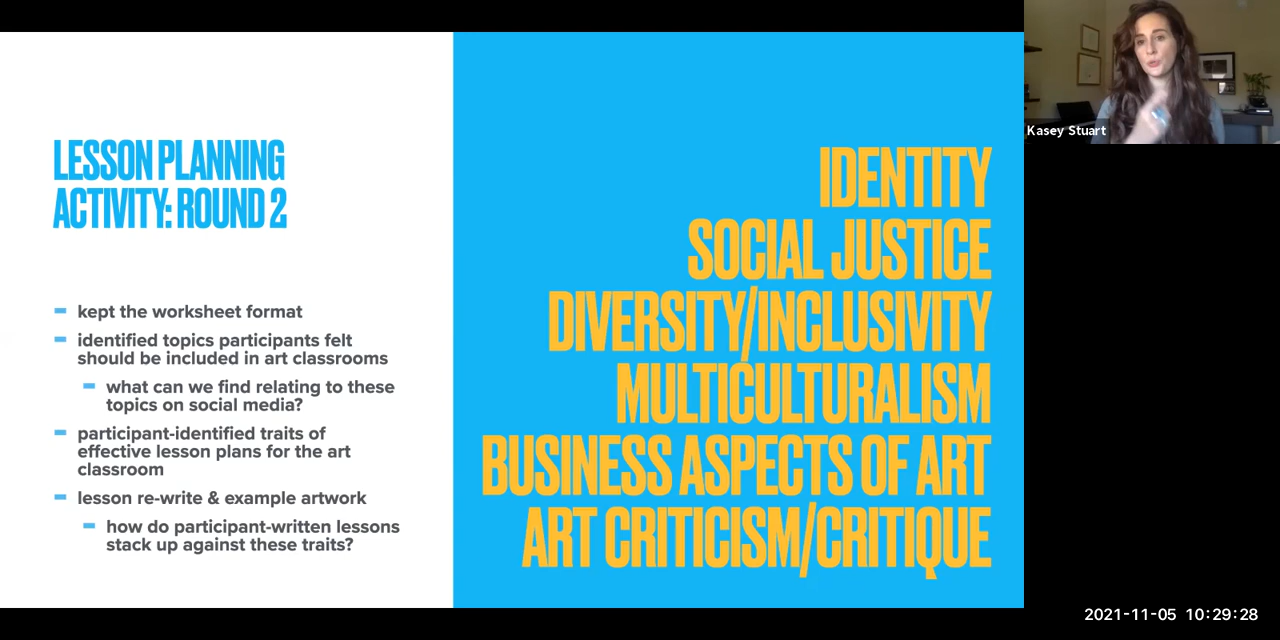 LESSON PLANNING
ACTIVITY: ROUND 2
kept the worksheet format
identified topics participants felt
should be included in art classrooms
what can we find relating to these
topics on social media?
participant-identified traits of
effective lesson plans for the art
classroom
lesson re-write & example artwork
how do participant-written lessons
stack up against these traits?
IDENTITY
SOCIAL JUSTICE
DIVERSITY/INCLUSIVITY
MULTICULTURALISM
BUSINESS ASPECTS OF ART
ART CRITICISM/CRITIQUE
Kasey Stuart
2021-11-05 10:29:28